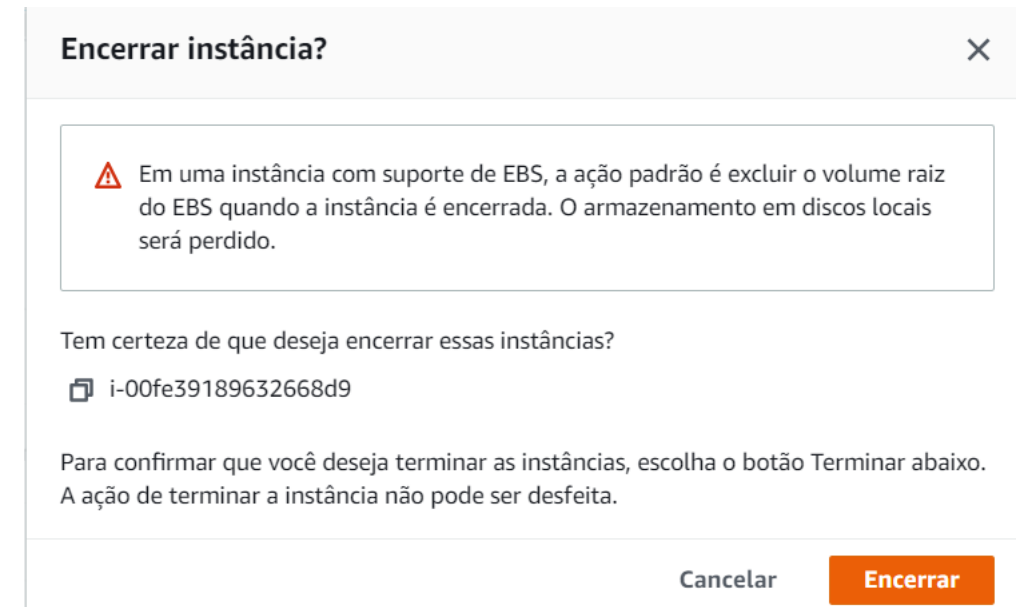 Encerrar instância?
Em uma instância com suporte de EBS, a ação padrão é excluir o volume raiz
do EBS quando a instância é encerrada. O armazenamento em discos locais
será perdido.
Tem certeza de que deseja encerrar essas instâncias?
i-00fe39189632668d9
Para confirmar que você deseja terminar as instâncias, escolha o botão Terminar abaixo.
A ação de terminar a instância não pode ser desfeita.
Cancelar Encerrar